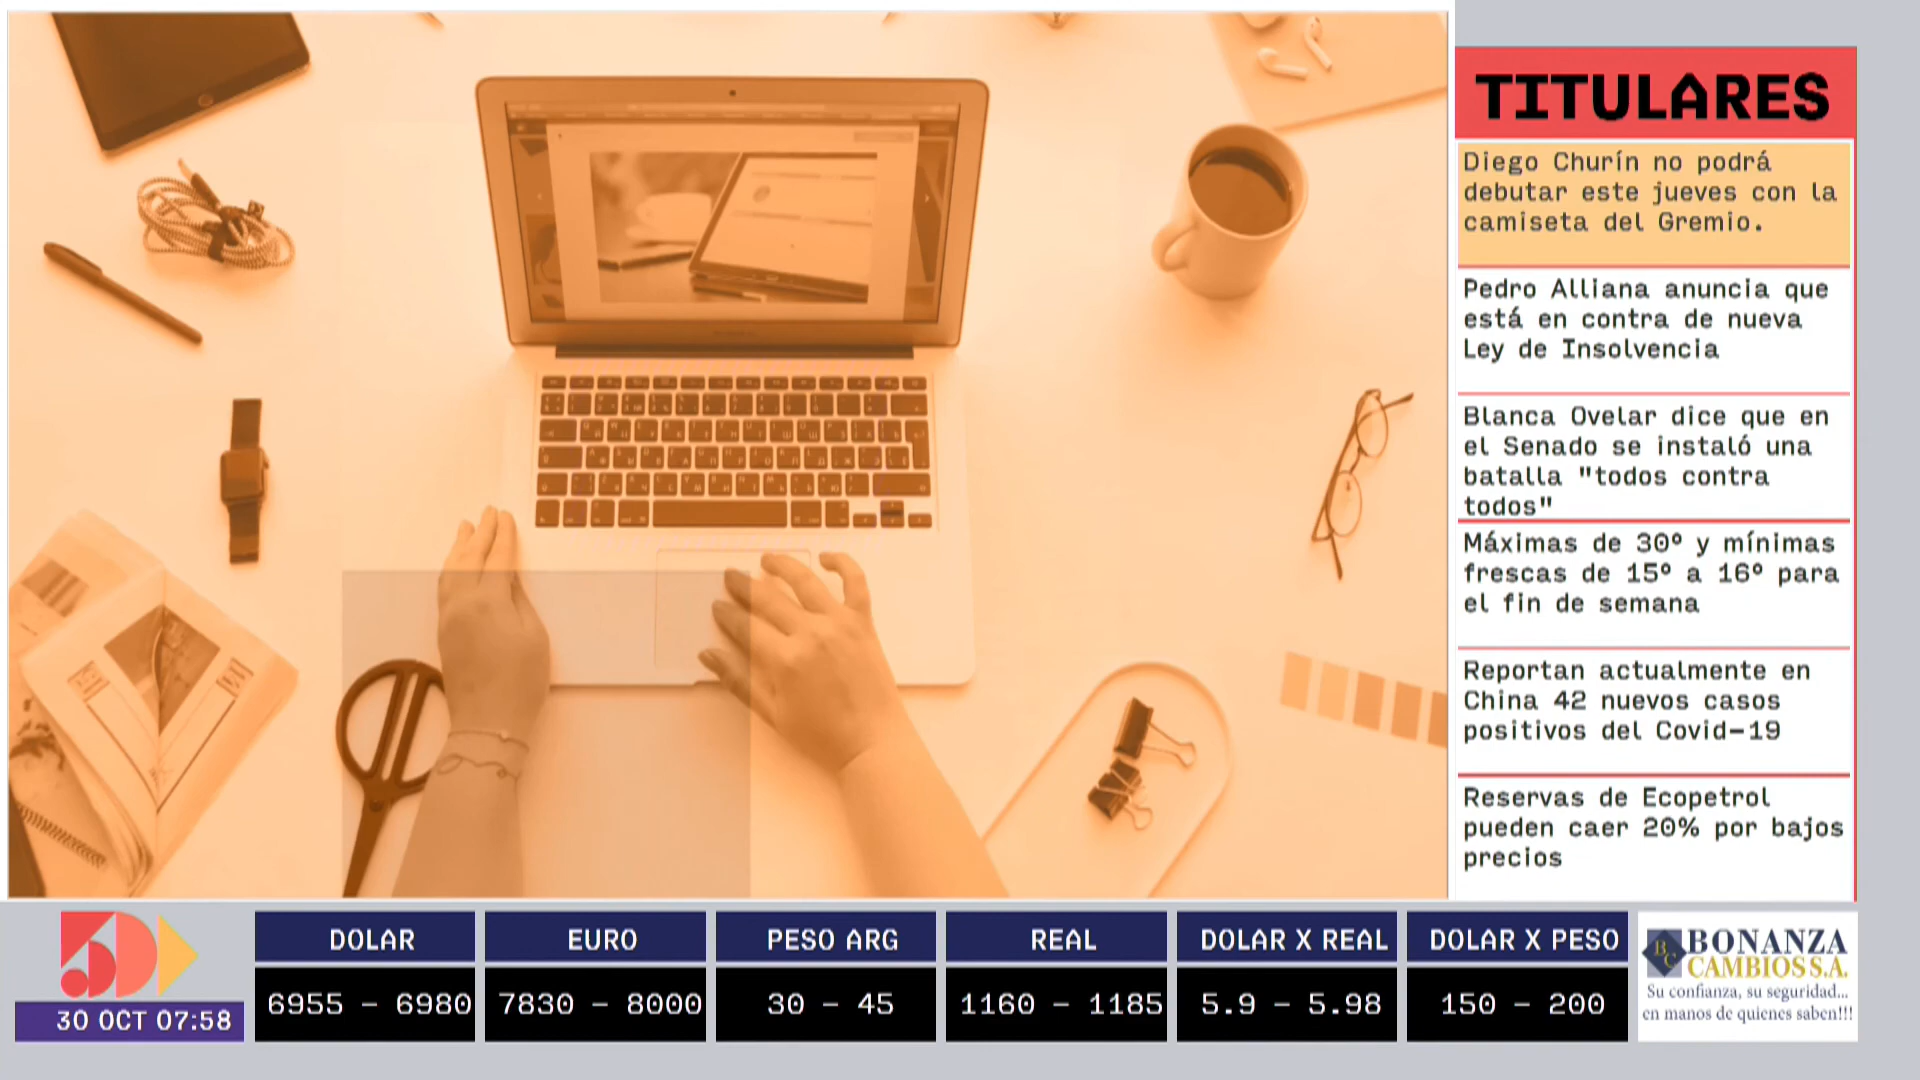 TITULARES
Diego Churín no podrá
debutar este jueves con la
camiseta del Gremio.
Pedro Alliana anuncia que
está en contra de nueva
Ley de Insolvencia
Blanca Ovelar dice que en
el Senado se instaló una
batalla "todos contra
todos"
Máximas de 30º y mínimas
frescas de 15º a 16º para
el fin de semana
Reportan actualmente en
China 42 nuevos casos
positivos del Covid-19
Reservas de Ecopetrol
pueden caer 20% por bajos
precios
5D
30 OCT 07:58
DOLAR
6955 - 6980
EURO
7830 - 8000
PESO ARG
30 - 45
REAL
1160 - 1185
DOLAR X REAL
5.9 - 5.98
DOLAR X PESO
150 - 200
BC
BONANZA
CAMBIOS S.A.
Su confianza, su seguridad...
en manos de quienes saben!!!